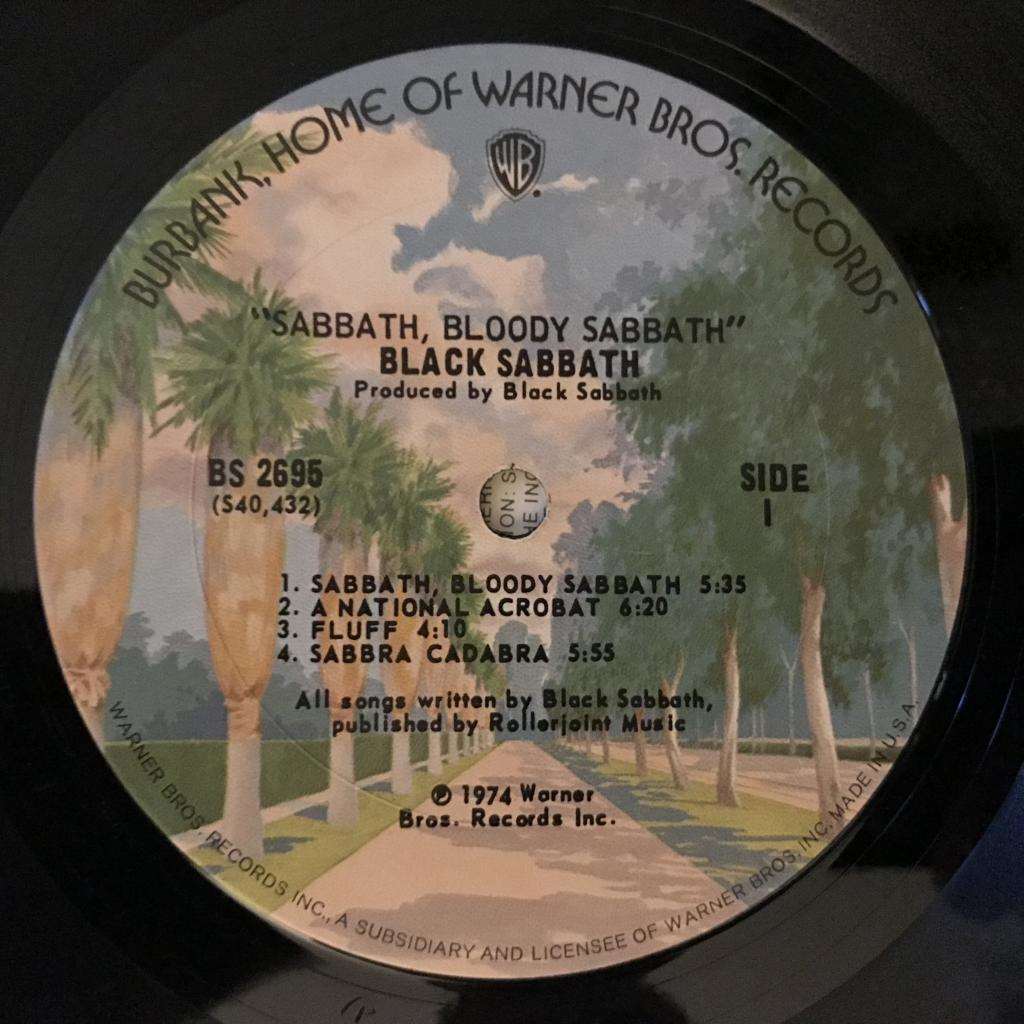 BURBANK, HOME OF WARNER BROS. RECORDS
WB
"SABBATH, BLOODY SABBATH"
BLACK SABBATH
Produced by Black Sabbath
BS 2695
(S40,432)
SIDE
1
1. SABBATH, BLOODY SABBATH 5:35
2. A NATIONAL ACROBAT 6:20
3. FLUFF 4:10
4. SABBRA CADABRA 5:55
All songs written by Black Sabbath,
published by Rollerjoint Music
℗ 1974 Warner
Bros. Records Inc.
WARNER BROS. RECORDS INC., A SUBSIDIARY AND LICENSEE OF WARNER BROS. INC. MADE IN U.S.A.